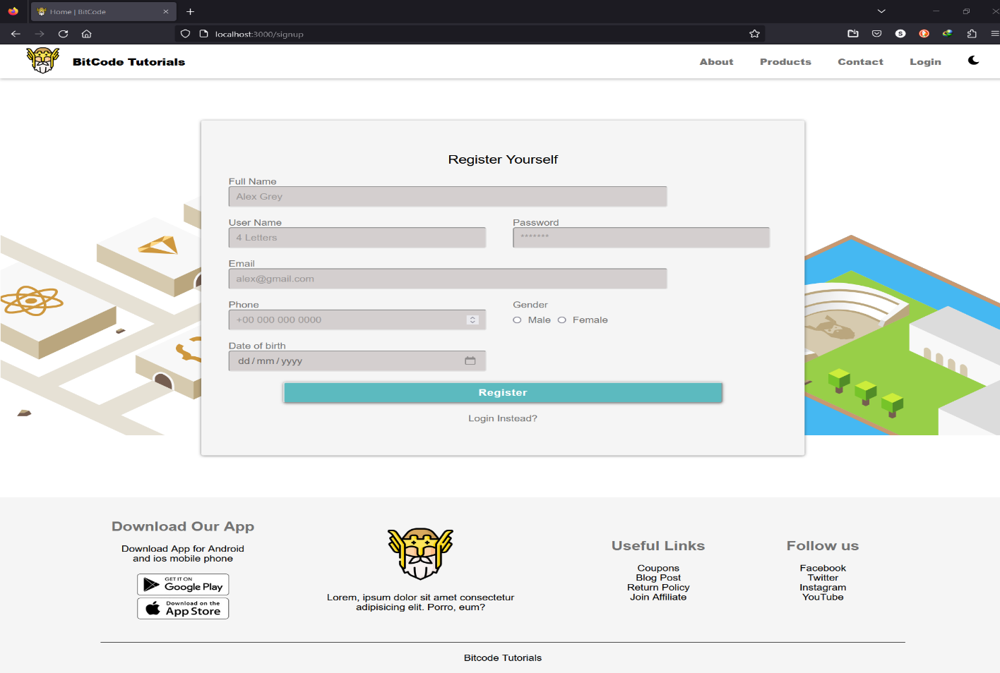 Home | BitCode
localhost:3000/signup
S
BitCode Tutorials
About Products Contact Login
Register Yourself
Full Name
Alex Grey
User Name Password
4 Letters *******
Email
alex@gmail.com
Phone Gender
+00 000 000 0000 Male Female
Date of birth
dd / mm / yyyy
Register
Login Instead?
Download Our App
Download App for Android
and ios mobile phone
GET IT ON
Google Play
Download on the
App Store
Lorem, ipsum dolor sit amet consectetur
adipisicing elit. Porro, eum?
Useful Links
Coupons
Blog Post
Return Policy
Join Affiliate
Follow us
Facebook
Twitter
Instagram
YouTube
Bitcode Tutorials